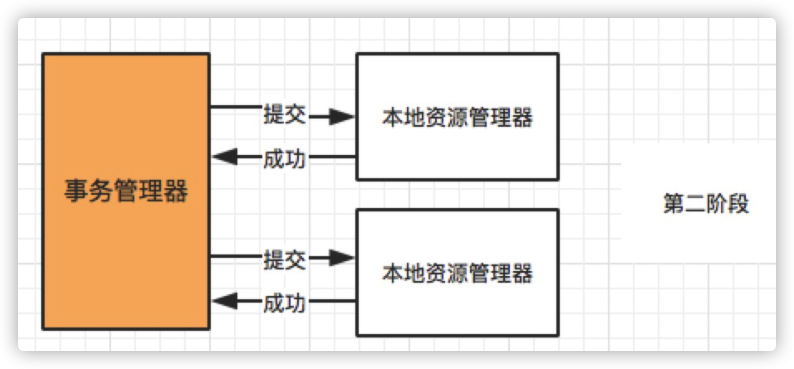 事务管理器
提交
成功
本地资源管理器
提交
成功
本地资源管理器
第二阶段